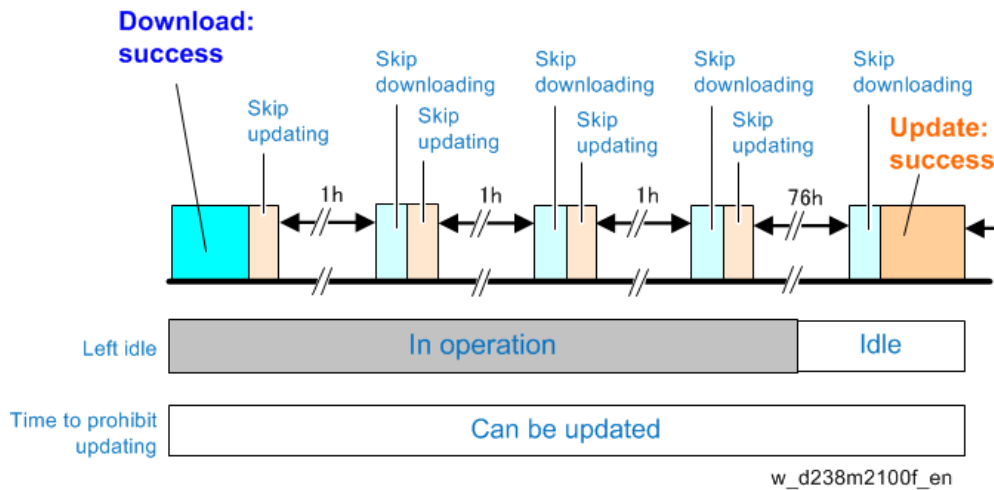 Download:
success
Skip
updating
Skip
downloading
Skip
updating
Skip
downloading
Skip
updating
Skip
downloading
Skip
updating
Skip
downloading
Update:
success
1h
1h
1h
76h
Left idle
In operation
Idle
Time to prohibit
updating
Can be updated
w_d238m2100f_en